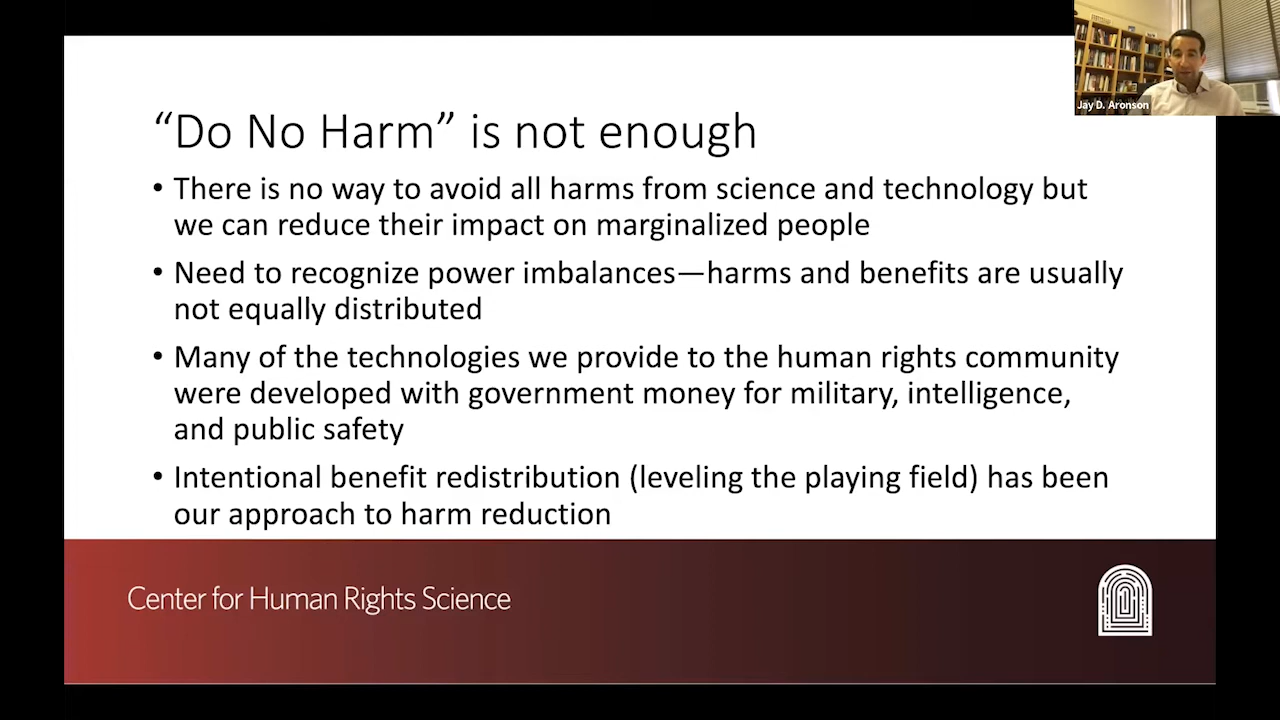 Jay D. Aronson
“Do No Harm” is not enough
• There is no way to avoid all harms from science and technology but
we can reduce their impact on marginalized people
• Need to recognize power imbalances—harms and benefits are usually
not equally distributed
• Many of the technologies we provide to the human rights community
were developed with government money for military, intelligence,
and public safety
• Intentional benefit redistribution (leveling the playing field) has been
our approach to harm reduction
Center for Human Rights Science